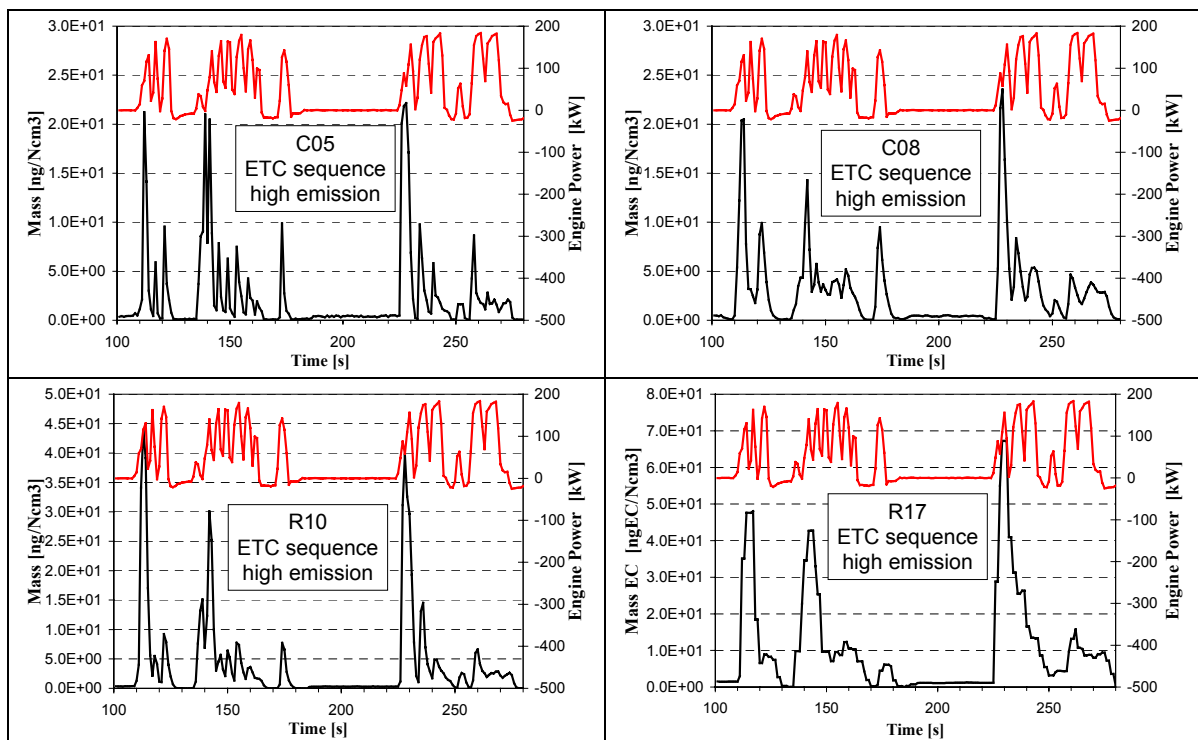 3.0E+01
2.5E+01
2.0E+01
1.5E+01
1.0E+01
5.0E+00
0.0E+00
Mass [ng/Ncm3]
C05
ETC sequence
high emission
200
100
0
-100
-200
-300
-400
-500
Engine Power [kW]
100 150 200 250
Time [s]
3.0E+01
2.5E+01
2.0E+01
1.5E+01
1.0E+01
5.0E+00
0.0E+00
Mass [ng/Ncm3]
C08
ETC sequence
high emission
200
100
0
-100
-200
-300
-400
-500
Engine Power [kW]
100 150 200 250
Time [s]
5.0E+01
4.5E+01
4.0E+01
3.5E+01
3.0E+01
2.5E+01
2.0E+01
1.5E+01
1.0E+01
5.0E+00
0.0E+00
Mass [ng/Ncm3]
R10
ETC sequence
high emission
200
100
0
-100
-200
-300
-400
-500
Engine Power [kW]
100 150 200 250
Time [s]
8.0E+01
7.0E+01
6.0E+01
5.0E+01
4.0E+01
3.0E+01
2.0E+01
1.0E+01
0.0E+00
Mass EC [ngEC/Ncm3]
R17
ETC sequence
high emission
200
100
0
-100
-200
-300
-400
-500
Engine Power [kW]
100 150 200 250
Time [s]